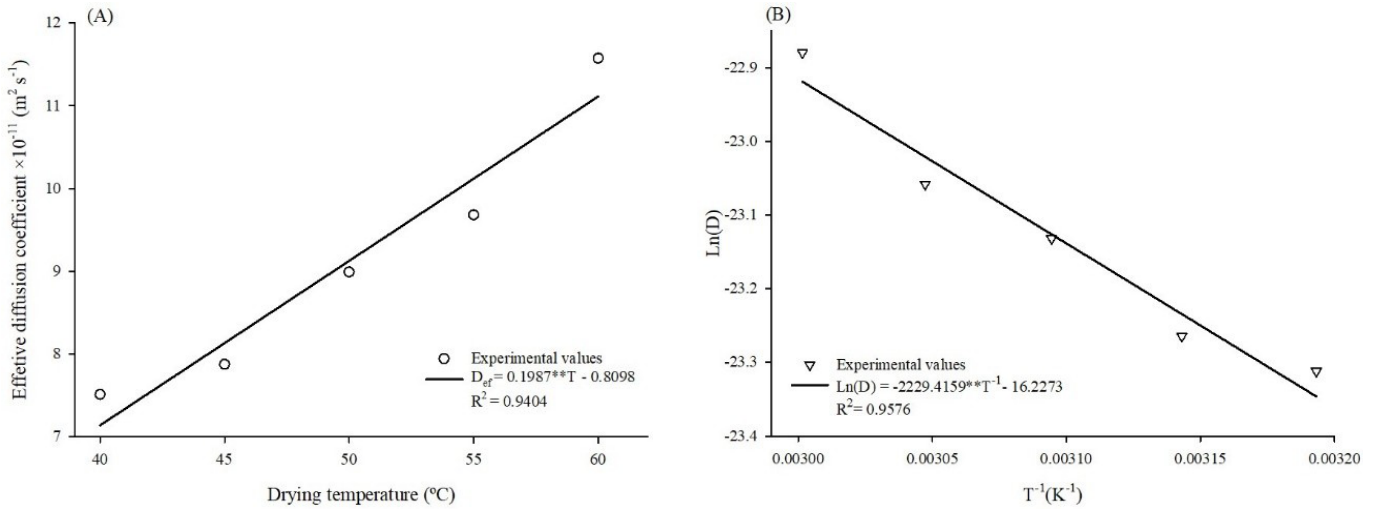 (A)
Effetive diffusion coefficient ×10⁻¹¹ (m² s⁻¹)
12
11
10
9
8
7
Experimental values
D_ef = 0.1987**T - 0.8098
R² = 0.9404
40 45 50 55 60
Drying temperature (ºC)
(B)
Ln(D)
-22.9
-23.0
-23.1
-23.2
-23.3
-23.4
Experimental values
Ln(D) = -2229.4159**T⁻¹ - 16.2273
R² = 0.9576
0.00300 0.00305 0.00310 0.00315 0.00320
T⁻¹(K⁻¹)